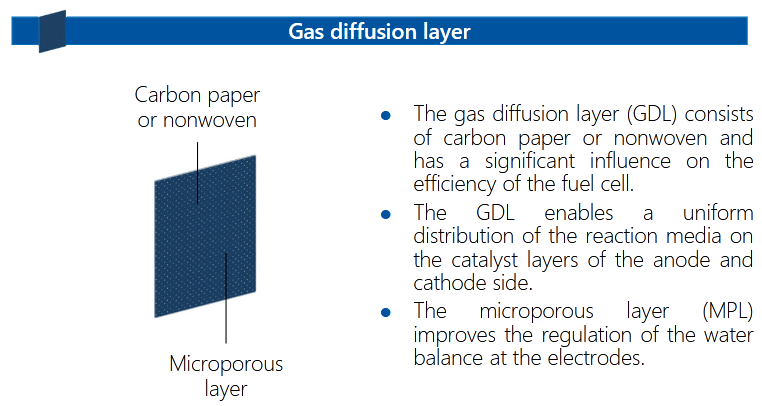 Gas diffusion layer
Carbon paper
or nonwoven
Microporous
layer
● The gas diffusion layer (GDL) consists
of carbon paper or nonwoven and
has a significant influence on the
efficiency of the fuel cell.
● The GDL enables a uniform
distribution of the reaction media on
the catalyst layers of the anode and
cathode side.
● The microporous layer (MPL)
improves the regulation of the water
balance at the electrodes.